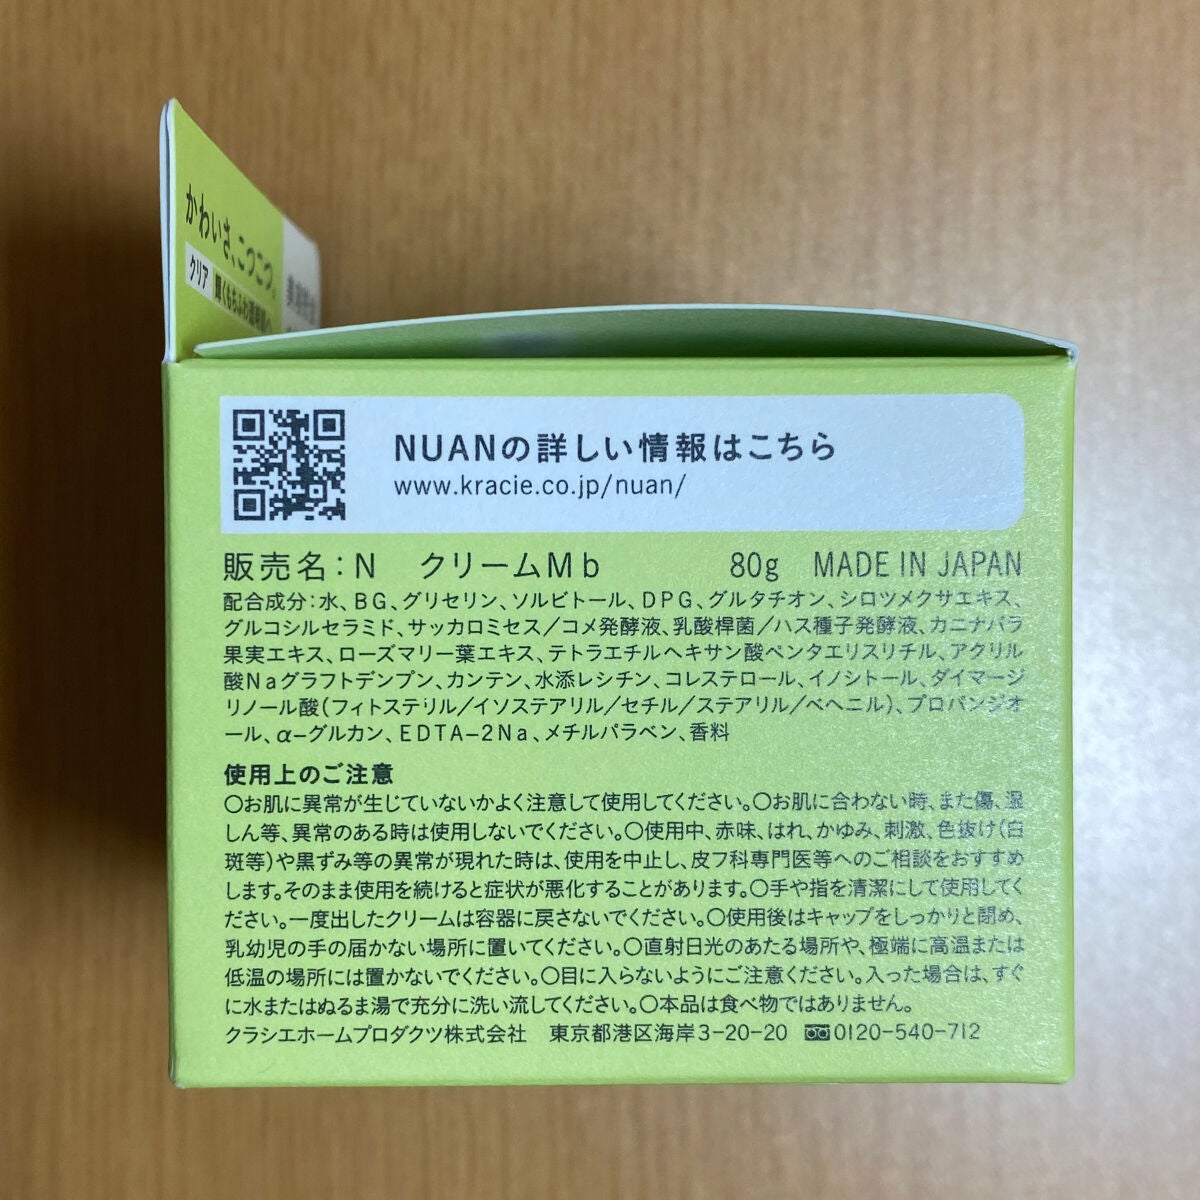 かわいさ、こつこつ。
クリア
NUANの詳しい情報はこちら
www.kracie.co.jp/nuan/
販売名：N クリームMb 80g MADE IN JAPAN
配合成分：水、BG、グリセリン、ソルビトール、DPG、グルタチオン、シロツメクサエキス、
グルコシルセラミド、サッカロミセス/コメ発酵液、乳酸桿菌/ハス種子発酵液、カニナバラ
果実エキス、ローズマリー葉エキス、テトラエチルヘキサン酸ペンタエリスリチル、アクリル
酸Naグラフトデンプン、カンテン、水添レシチン、コレステロール、イノシトール、ダイマージ
リノール酸(フィトステリル/イソステアリル/セチル/ステアリル/ベヘニル)、プロパンジオ
ール、α-グルカン、EDTA-2Na、メチルパラベン、香料
使用上のご注意
○お肌に異常が生じていないかよく注意して使用してください。○お肌に合わない時、また傷、湿
しん等、異常のある時は使用しないでください。○使用中、赤味、はれ、かゆみ、刺激、色抜け(白
斑等)や黒ずみ等の異常が現れた時は、使用を中止し、皮フ科専門医等へのご相談をおすすめ
します。そのまま使用を続けると症状が悪化することがあります。○手や指を清潔にして使用してく
ださい。一度出したクリームは容器に戻さないでください。○使用後はキャップをしっかりと閉め、
乳幼児の手の届かない場所に置いてください。○直射日光のあたる場所や、極端に高温または
低温の場所には置かないでください。○目に入らないようにご注意ください。入った場合は、すぐ
に水またはぬるま湯で充分に洗い流してください。○本品は食べ物ではありません。
クラシエホームプロダクツ株式会社 東京都港区海岸3-20-20 0120-540-712